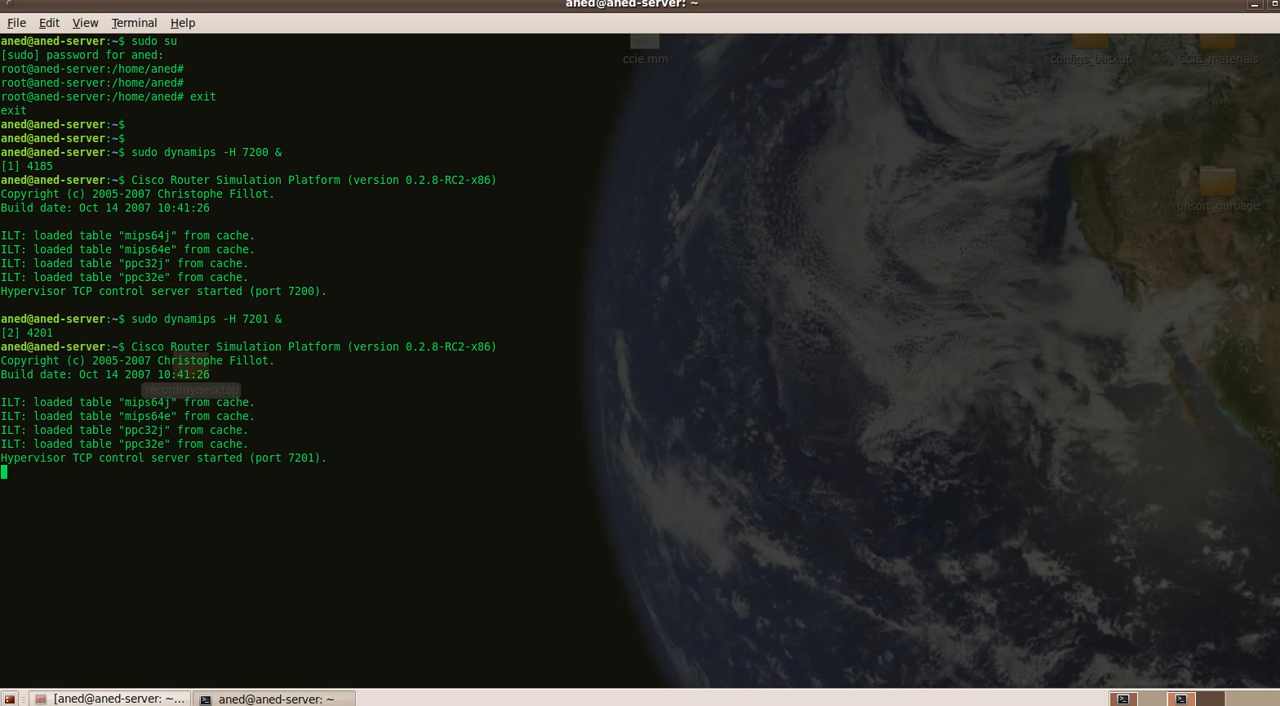 aned@aned-server: ~
File Edit View Terminal Help
aned@aned-server:~$ sudo su
[sudo] password for aned:
root@aned-server:/home/aned#
root@aned-server:/home/aned#
root@aned-server:/home/aned# exit
exit
aned@aned-server:~$
aned@aned-server:~$
aned@aned-server:~$ sudo dynamips -H 7200 &
[1] 4185
aned@aned-server:~$ Cisco Router Simulation Platform (version 0.2.8-RC2-x86)
Copyright (c) 2005-2007 Christophe Fillot.
Build date: Oct 14 2007 10:41:26
ILT: loaded table "mips64j" from cache.
ILT: loaded table "mips64e" from cache.
ILT: loaded table "ppc32j" from cache.
ILT: loaded table "ppc32e" from cache.
Hypervisor TCP control server started (port 7200).
aned@aned-server:~$ sudo dynamips -H 7201 &
[2] 4201
aned@aned-server:~$ Cisco Router Simulation Platform (version 0.2.8-RC2-x86)
Copyright (c) 2005-2007 Christophe Fillot.
Build date: Oct 14 2007 10:41:26
ILT: loaded table "mips64j" from cache.
ILT: loaded table "mips64e" from cache.
ILT: loaded table "ppc32j" from cache.
ILT: loaded table "ppc32e" from cache.
Hypervisor TCP control server started (port 7201).
recordmydesktop
ccie.mm
configs_backup
CCIE_materials
unsort_garbage
[aned@aned-server: ~...
aned@aned-server: ~